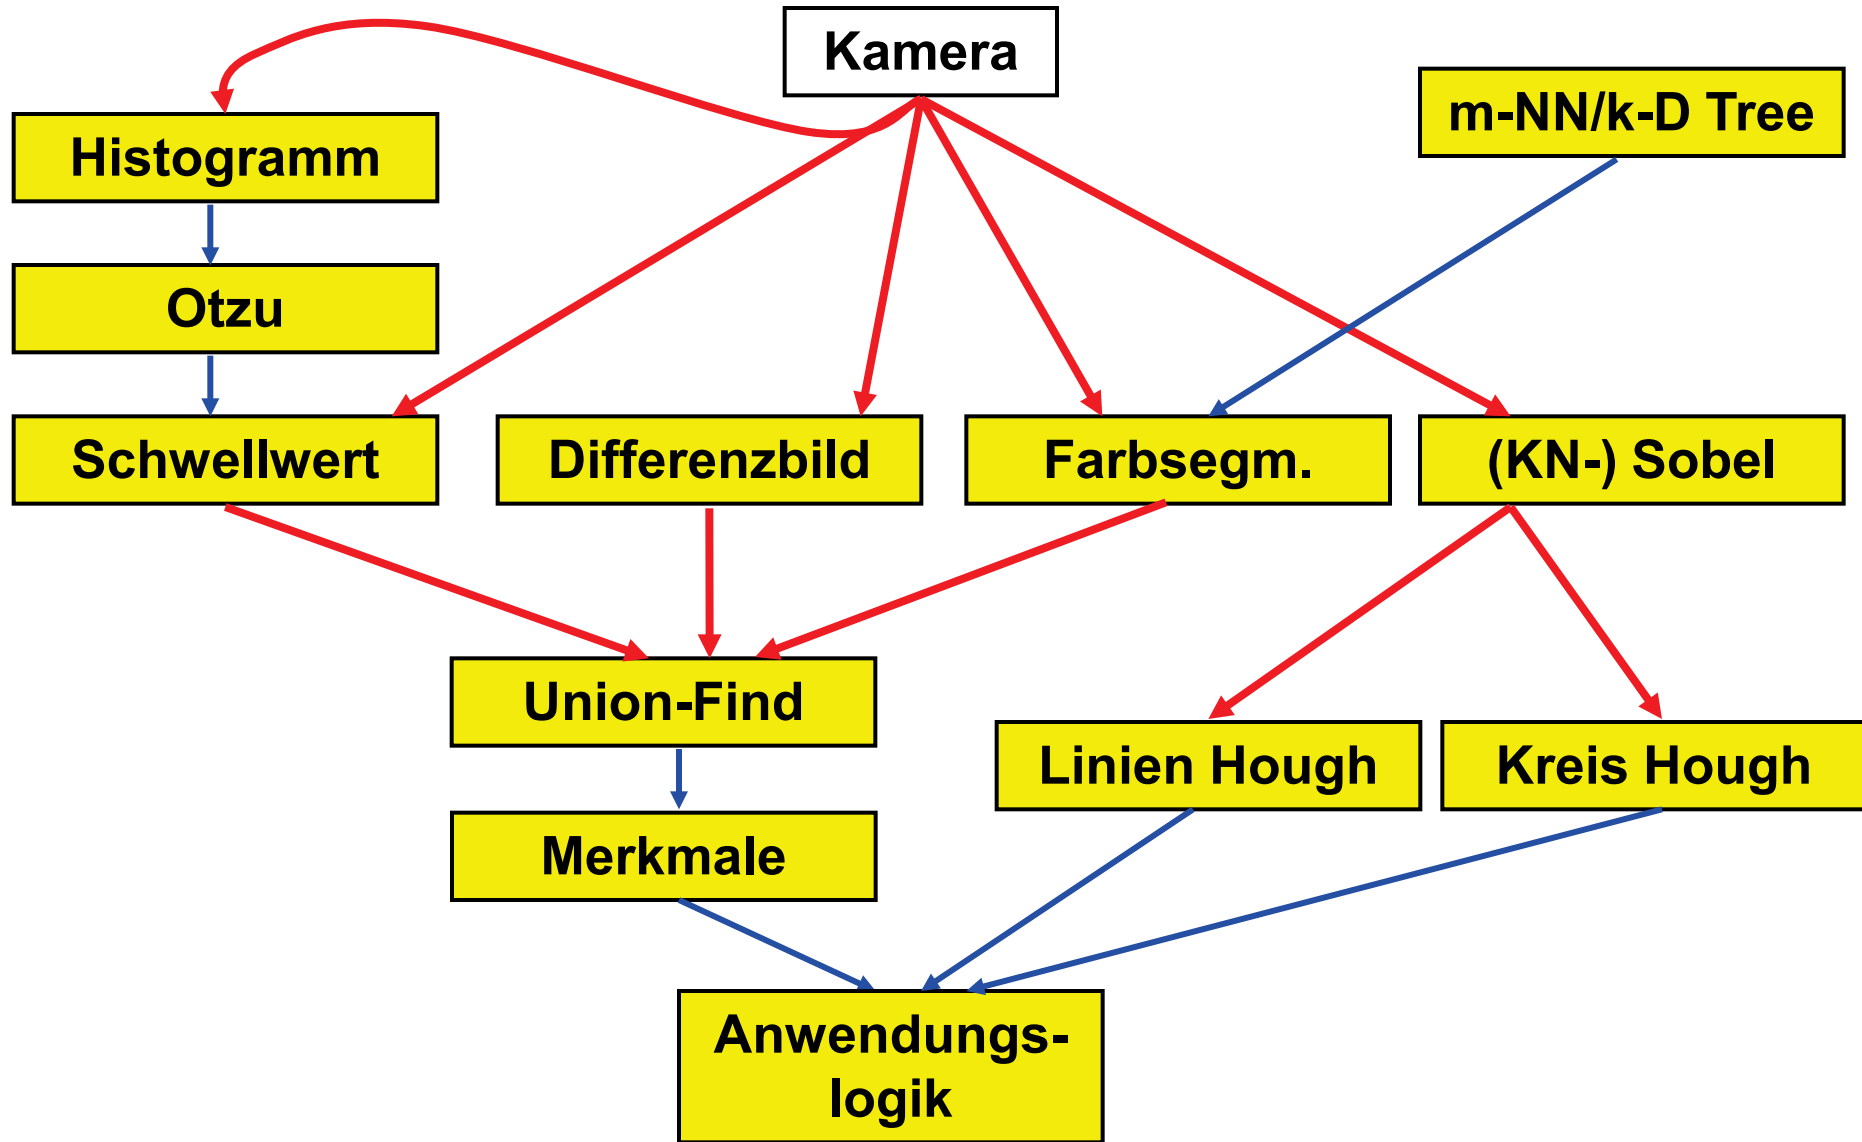 Kamera
m-NN/k-D Tree
Histogramm
Otzu
Schwellwert
Differenzbild
Farbsegm.
(KN-) Sobel
Union-Find
Linien Hough
Kreis Hough
Merkmale
Anwendungs-
logik